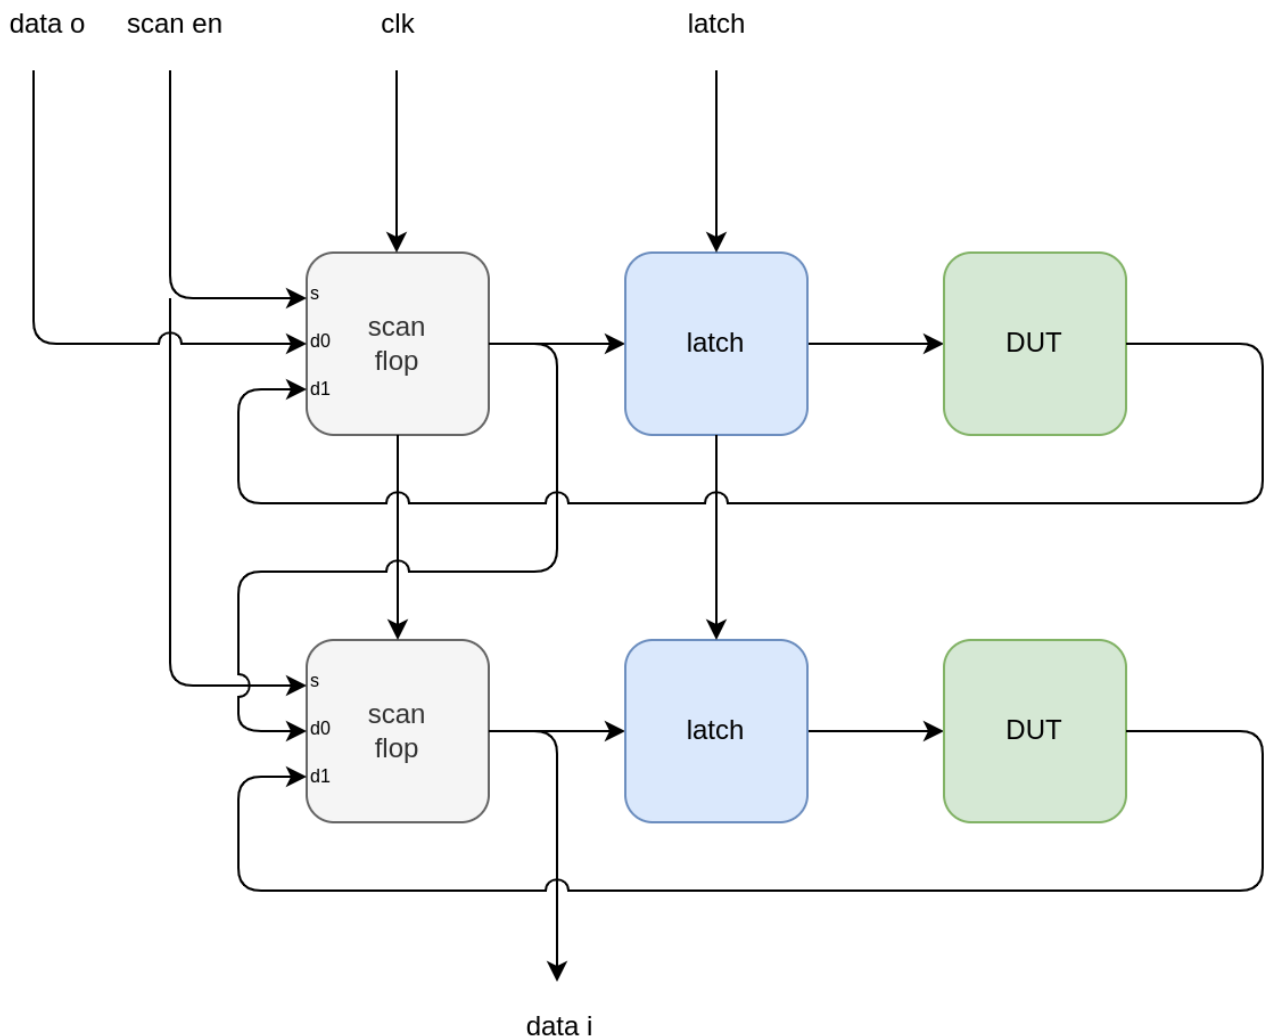 data o
scan en
clk
latch
s
d0
d1
scan
flop
latch
DUT
s
d0
d1
scan
flop
latch
DUT
data i